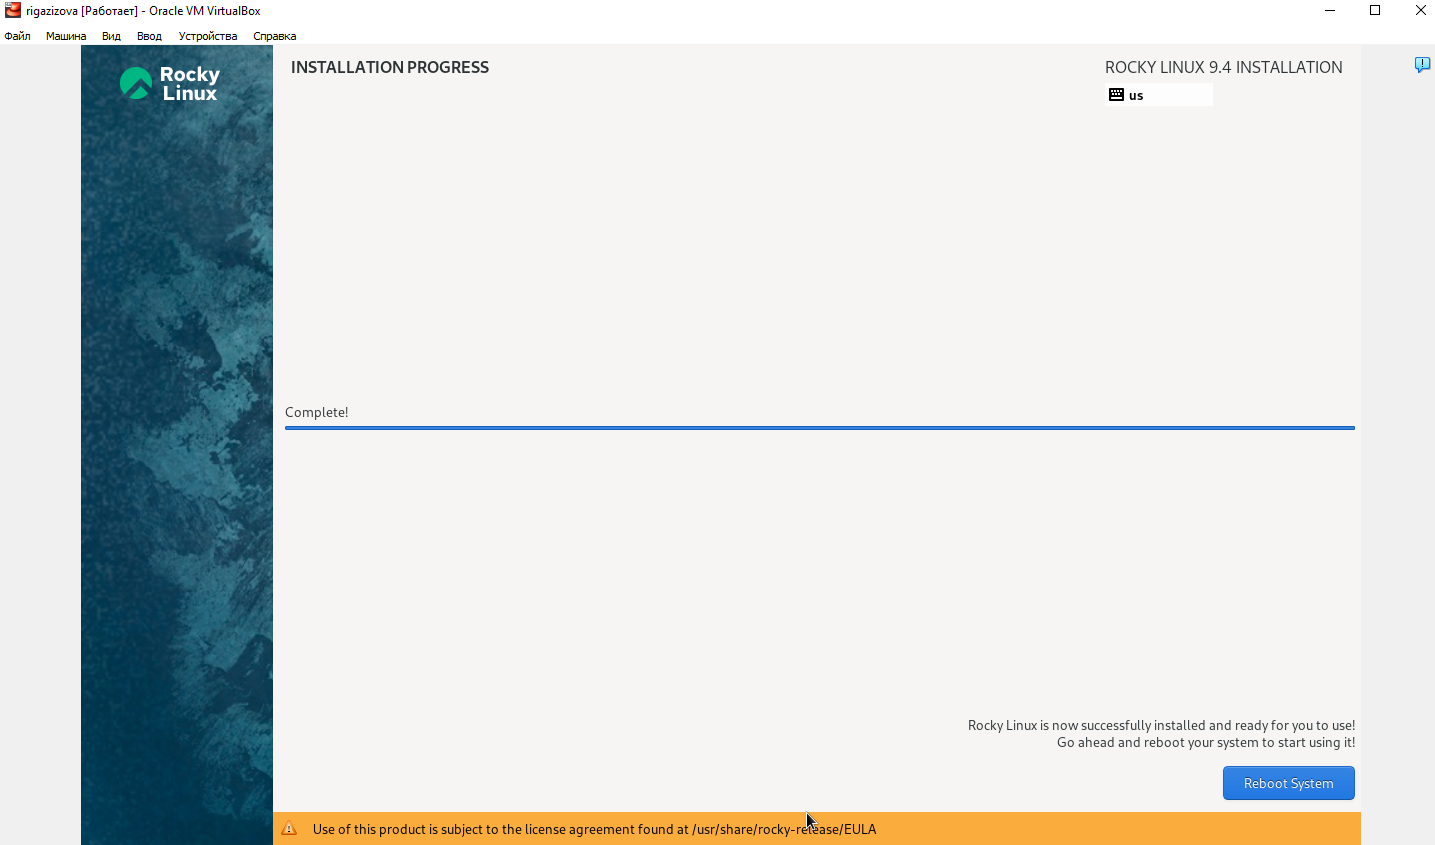 rigazizova [Работает] - Oracle VM VirtualBox
Файл Машина Вид Ввод Устройства Справка
Rocky
Linux
INSTALLATION PROGRESS
ROCKY LINUX 9.4 INSTALLATION
us
Complete!
Rocky Linux is now successfully installed and ready for you to use!
Go ahead and reboot your system to start using it!
Reboot System
Use of this product is subject to the license agreement found at /usr/share/rocky-release/EULA